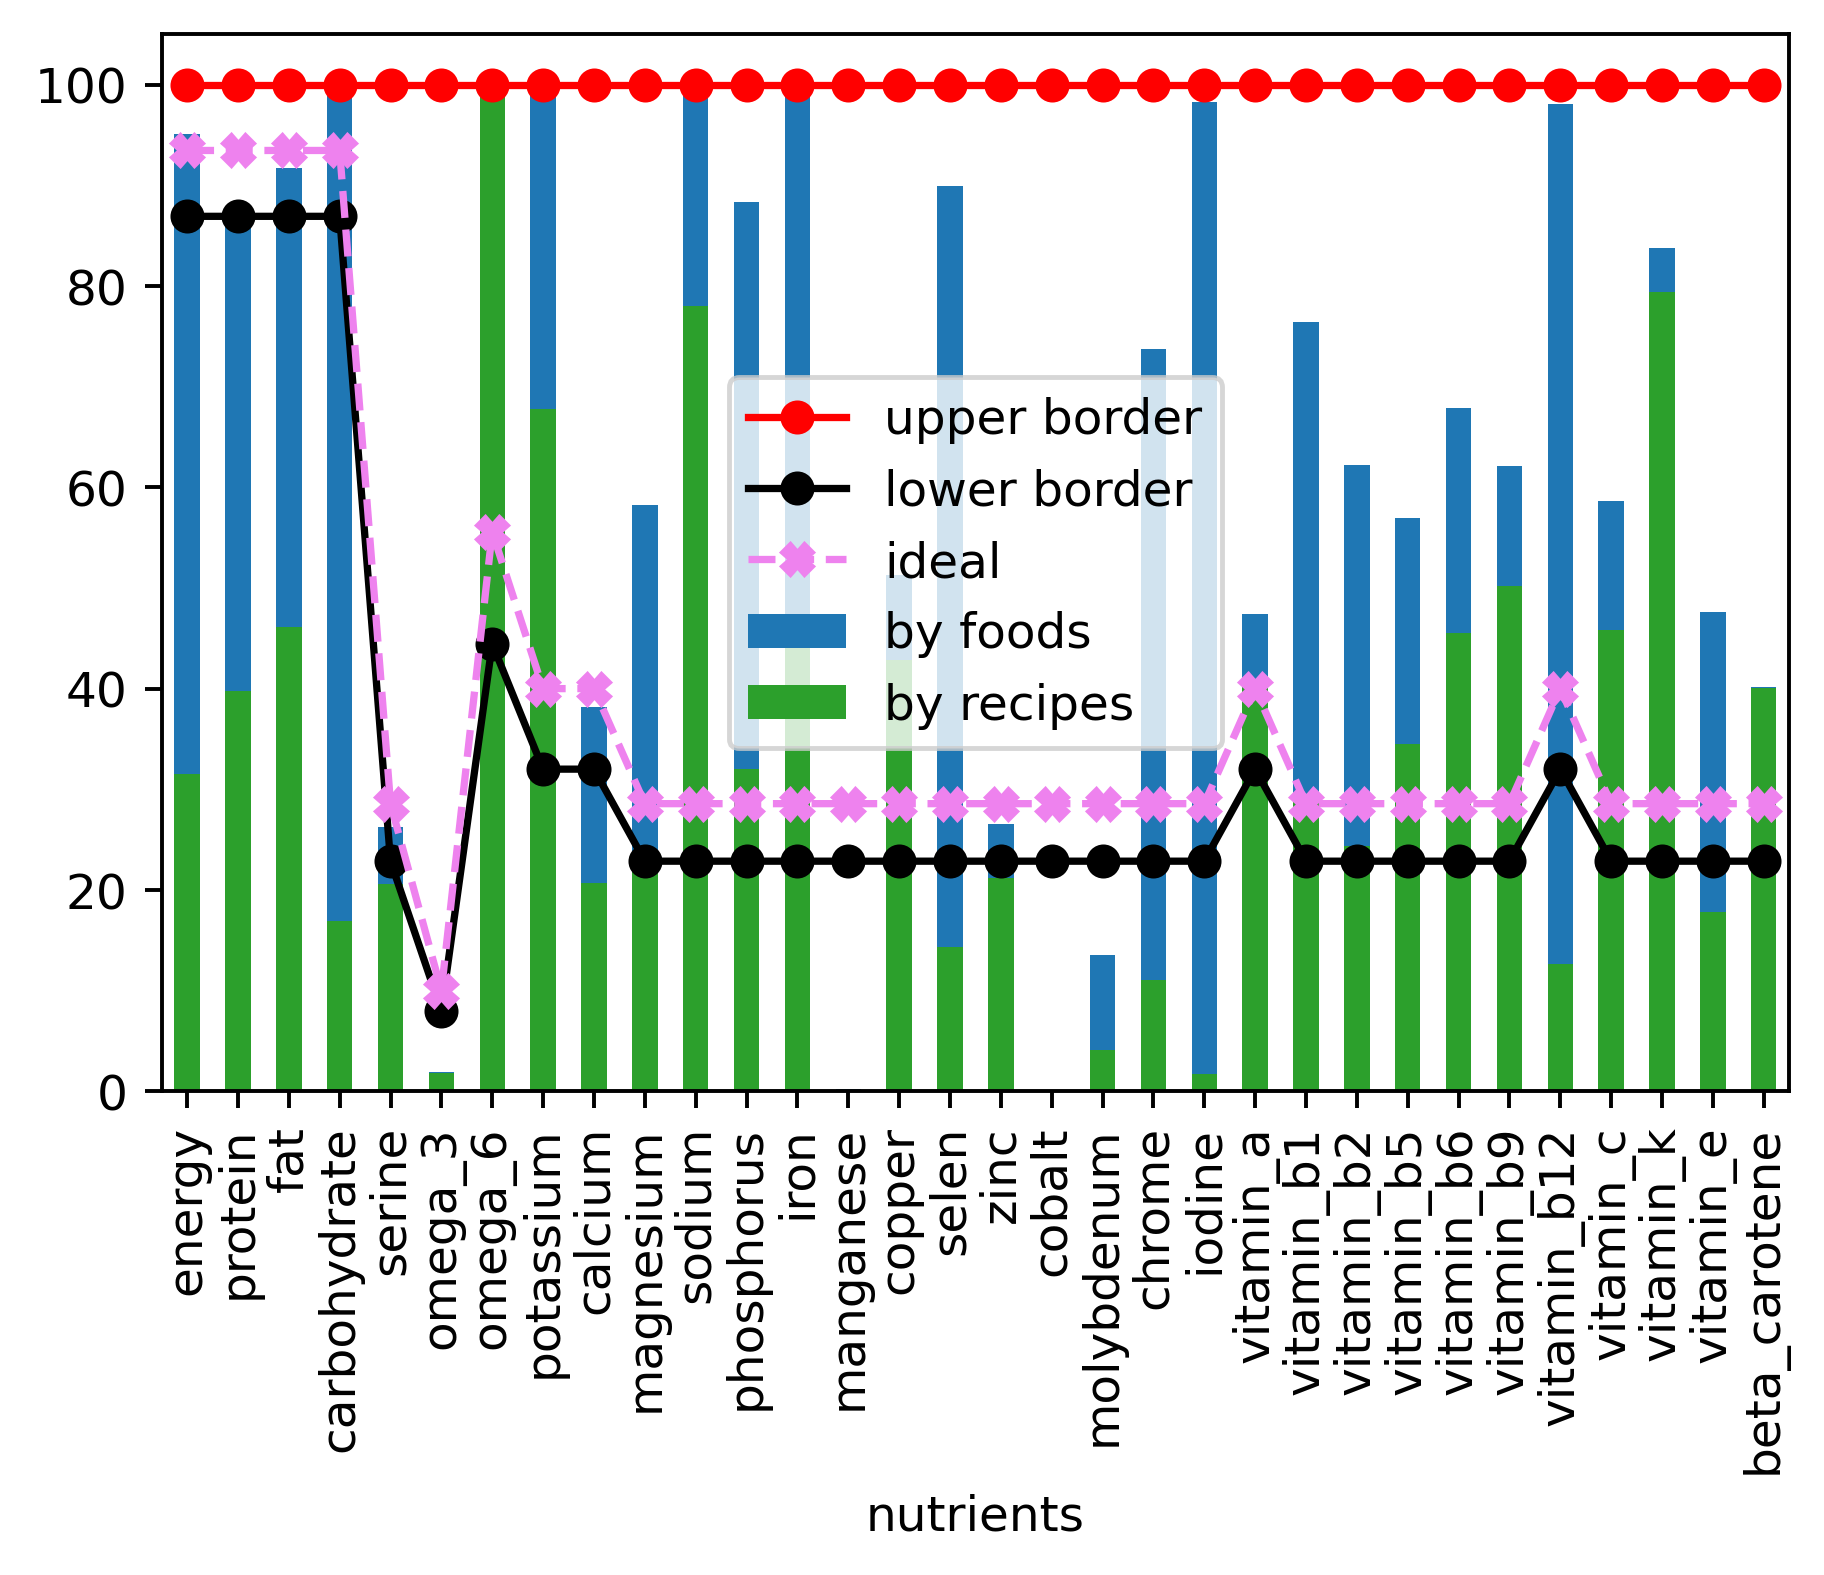 100
80
60
40
20
0
upper border
lower border
ideal
by foods
by recipes
energy
protein
fat
carbohydrate
serine
omega_3
omega_6
potassium
calcium
magnesium
sodium
phosphorus
iron
manganese
copper
selen
zinc
cobalt
molybdenum
chrome
iodine
vitamin_a
vitamin_b1
vitamin_b2
vitamin_b5
vitamin_b6
vitamin_b9
vitamin_b12
vitamin_c
vitamin_k
vitamin_e
beta_carotene
nutrients